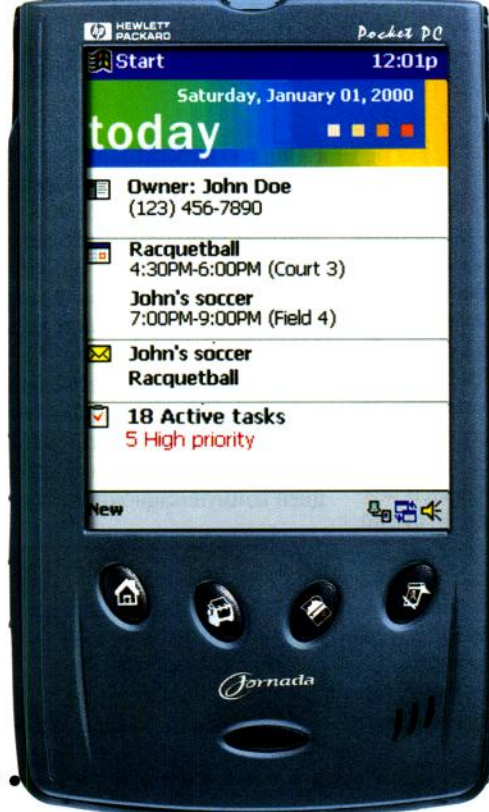 hp HEWLETT
PACKARD
Pocket PC
Start 12:01p
Saturday, January 01, 2000
today
Owner: John Doe
(123) 456-7890
Racquetball
4:30PM-6:00PM (Court 3)
John's soccer
7:00PM-9:00PM (Field 4)
John's soccer
Racquetball
18 Active tasks
5 High priority
New
Jornada